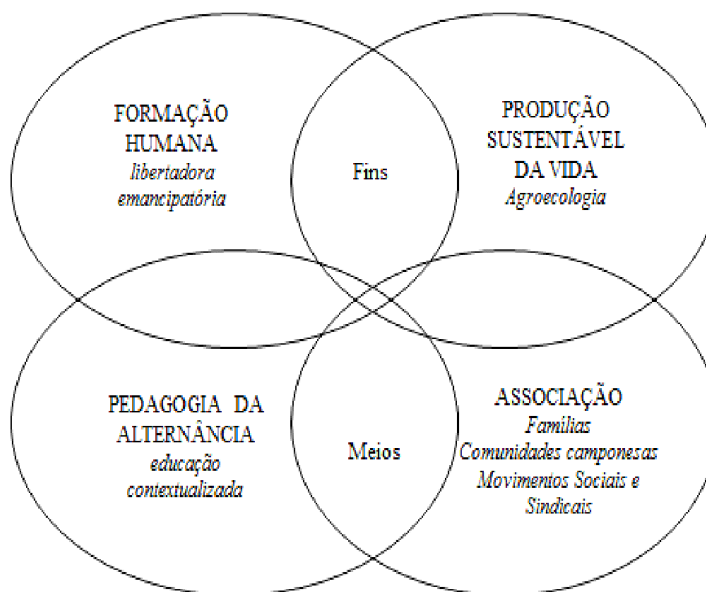 FORMAÇÃO
HUMANA
libertadora
emancipatória
Fins
PRODUÇÃO
SUSTENTÁVEL
DA VIDA
Agroecologia
PEDAGOGIA DA
ALTERNÂNCIA
educação
contextualizada
Meios
ASSOCIAÇÃO
Famílias
Comunidades camponesas
Movimentos Sociais e
Sindicais